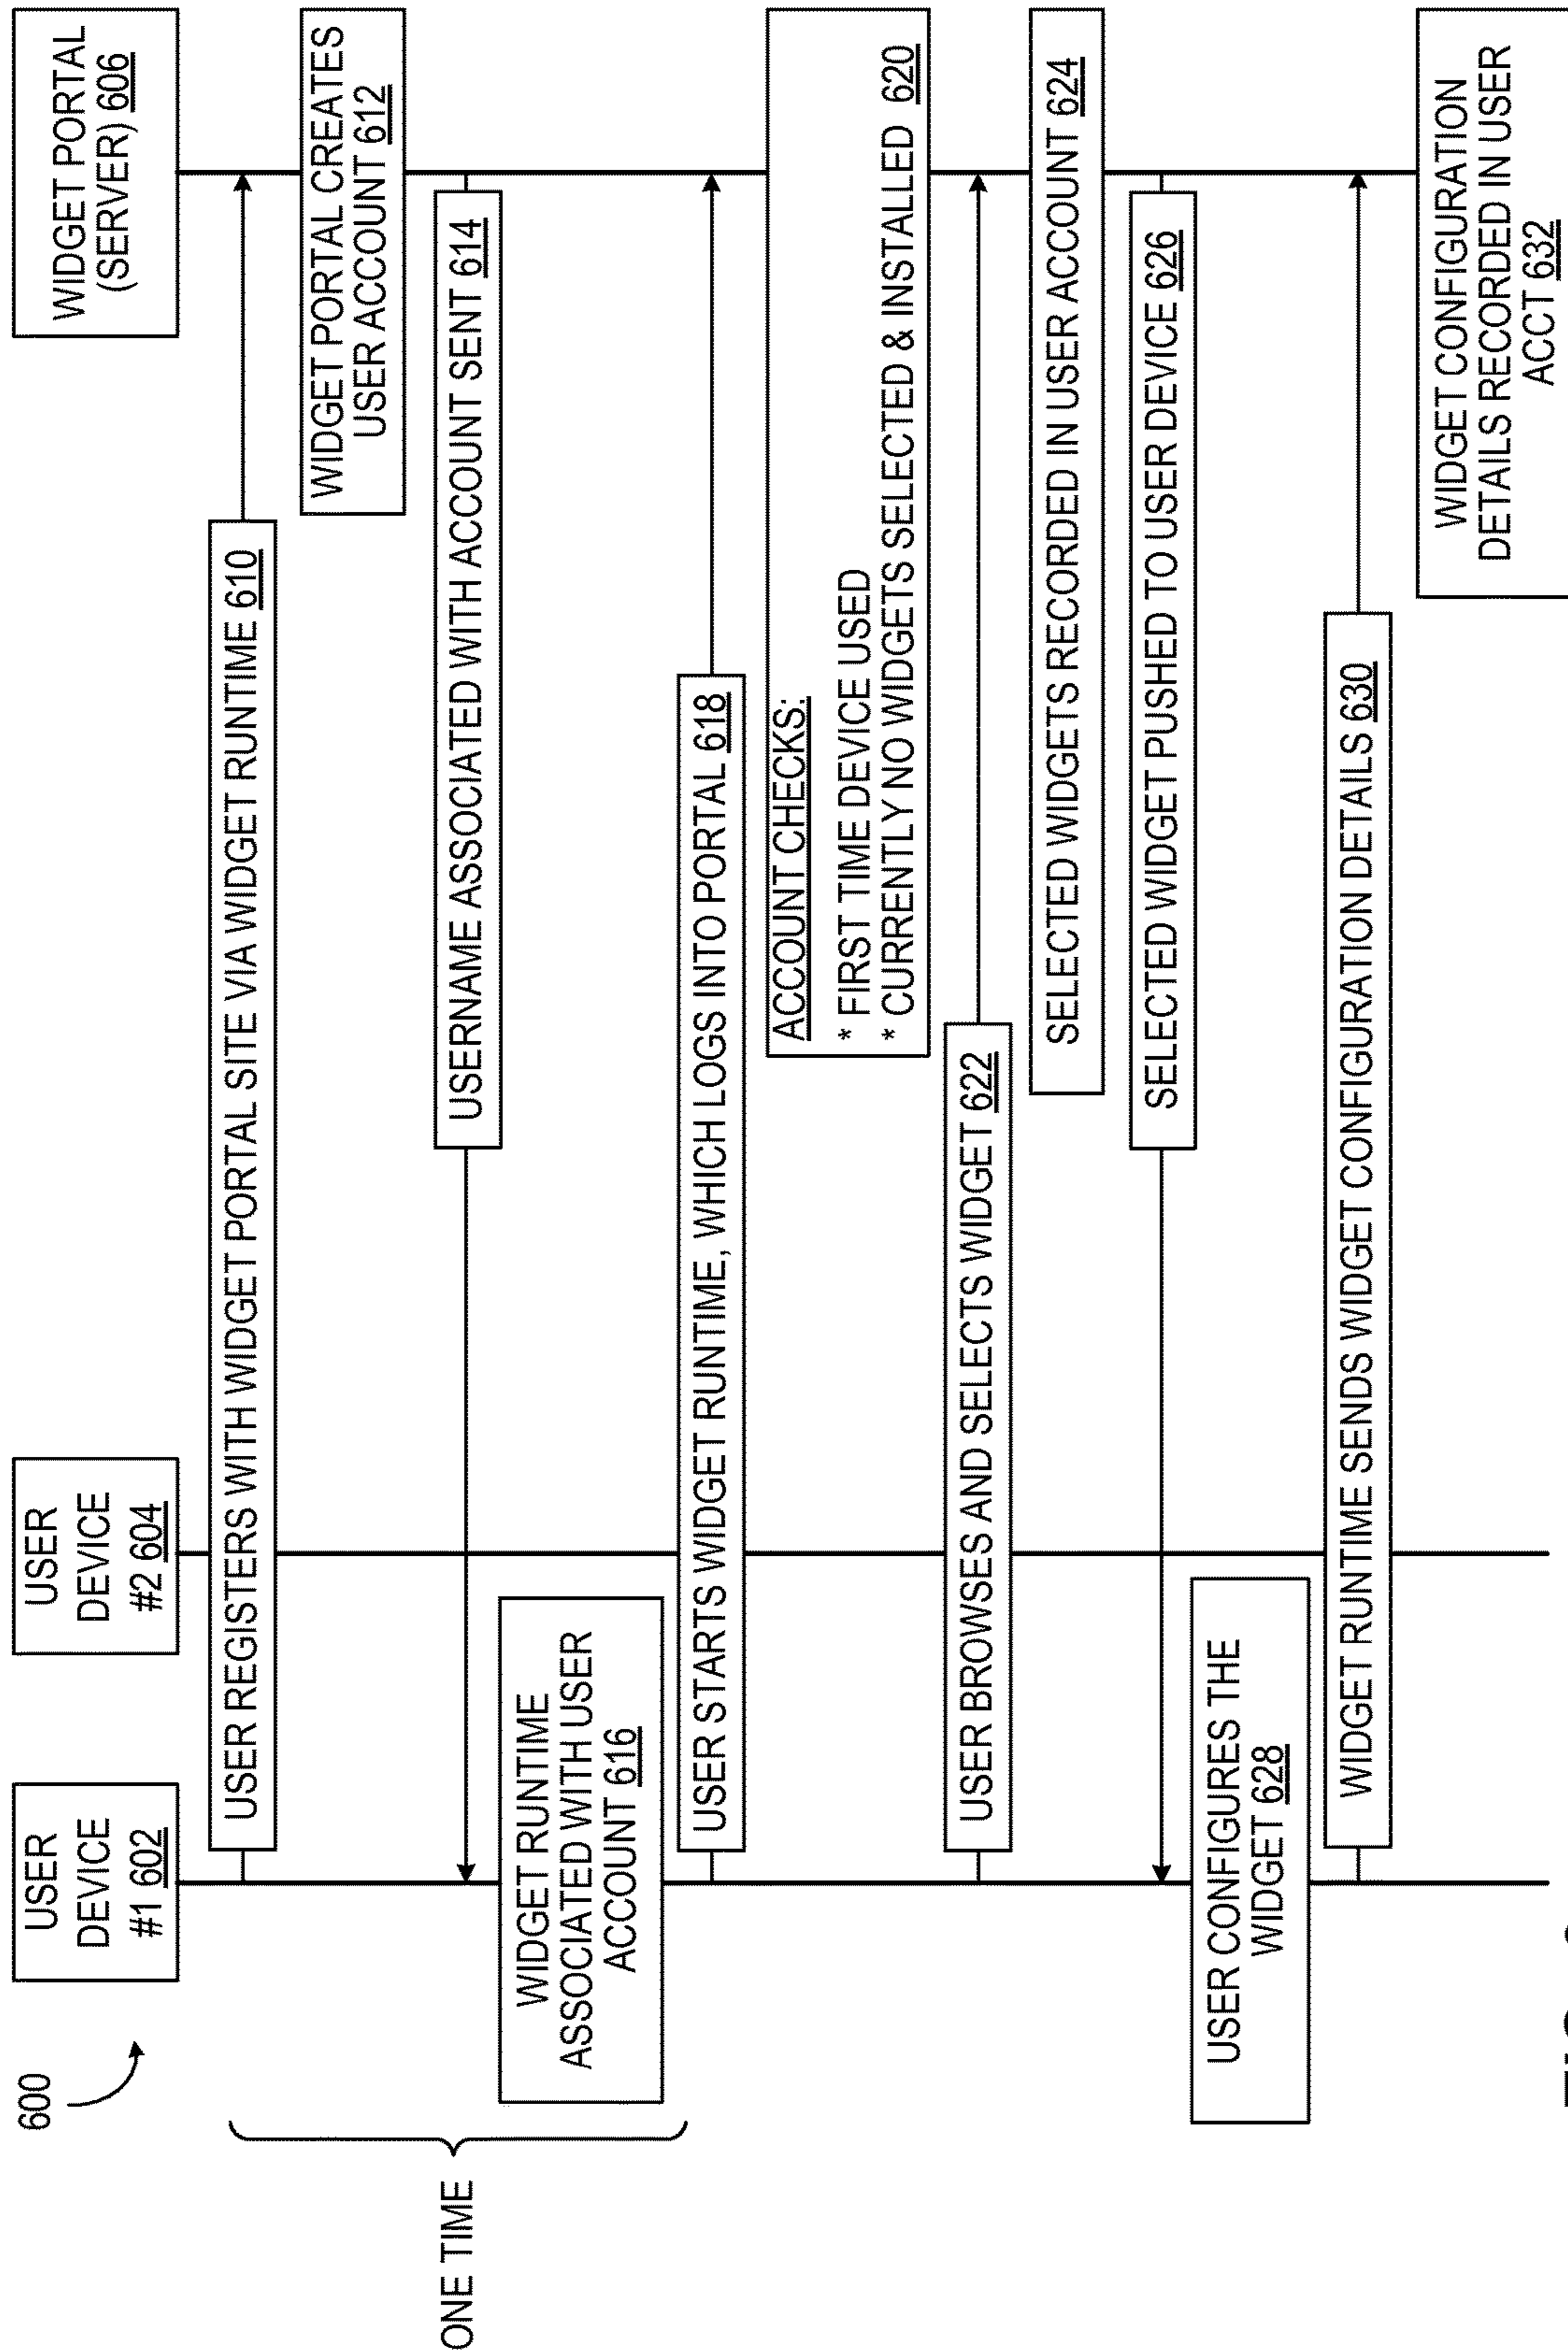 600
USER
DEVICE
#1 602
USER
DEVICE
#2 604
WIDGET PORTAL
(SERVER) 606
ONE TIME
USER REGISTERS WITH WIDGET PORTAL SITE VIA WIDGET RUNTIME 610
WIDGET PORTAL CREATES
USER ACCOUNT 612
USERNAME ASSOCIATED WITH ACCOUNT SENT 614
WIDGET RUNTIME
ASSOCIATED WITH USER
ACCOUNT 616
USER STARTS WIDGET RUNTIME, WHICH LOGS INTO PORTAL 618
ACCOUNT CHECKS:
* FIRST TIME DEVICE USED
* CURRENTLY NO WIDGETS SELECTED & INSTALLED 620
USER BROWSES AND SELECTS WIDGET 622
SELECTED WIDGETS RECORDED IN USER ACCOUNT 624
SELECTED WIDGET PUSHED TO USER DEVICE 626
USER CONFIGURES THE
WIDGET 628
WIDGET RUNTIME SENDS WIDGET CONFIGURATION DETAILS 630
WIDGET CONFIGURATION
DETAILS RECORDED IN USER
ACCT 632